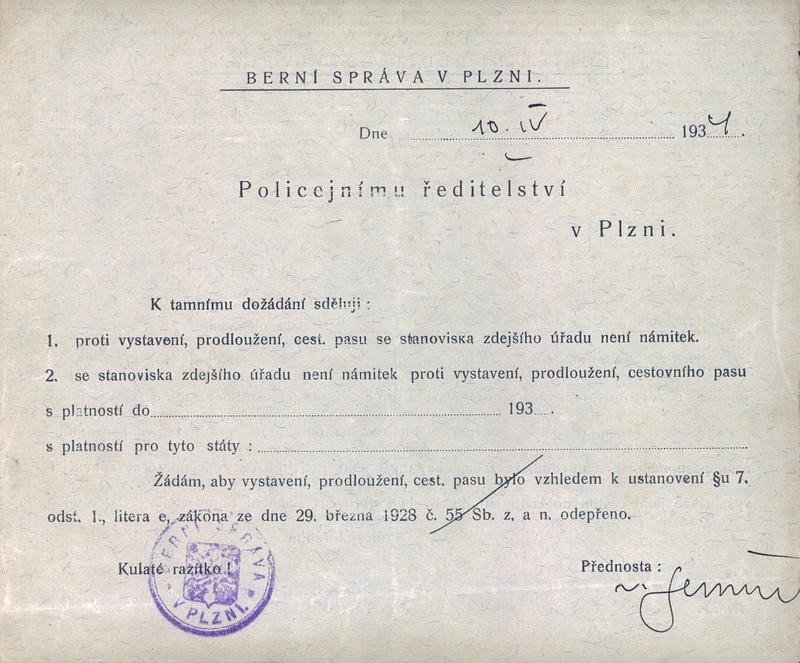 BERNÍ SPRÁVA V PLZNI.
Dne 10. IV 1934.
Policejnímu ředitelství
v Plzni.
K tamnímu dožádání sděluji :
1. proti vystavení, prodloužení, cest. pasu se stanoviska zdejšího úřadu není námitek.
2. se stanoviska zdejšího úřadu není námitek proti vystavení, prodloužení, cestovního pasu
s platností do 193 .
s platností pro tyto státy :
Žádám, aby vystavení, prodloužení, cest. pasu bylo vzhledem k ustanovení §u 7.
odst. 1., litera e, zákona ze dne 29. března 1928 č. 55 Sb. z. a n. odepřeno.
Kulaté razítko ! Přednosta :
BERNÍ SPRÁVA
V PLZNI.